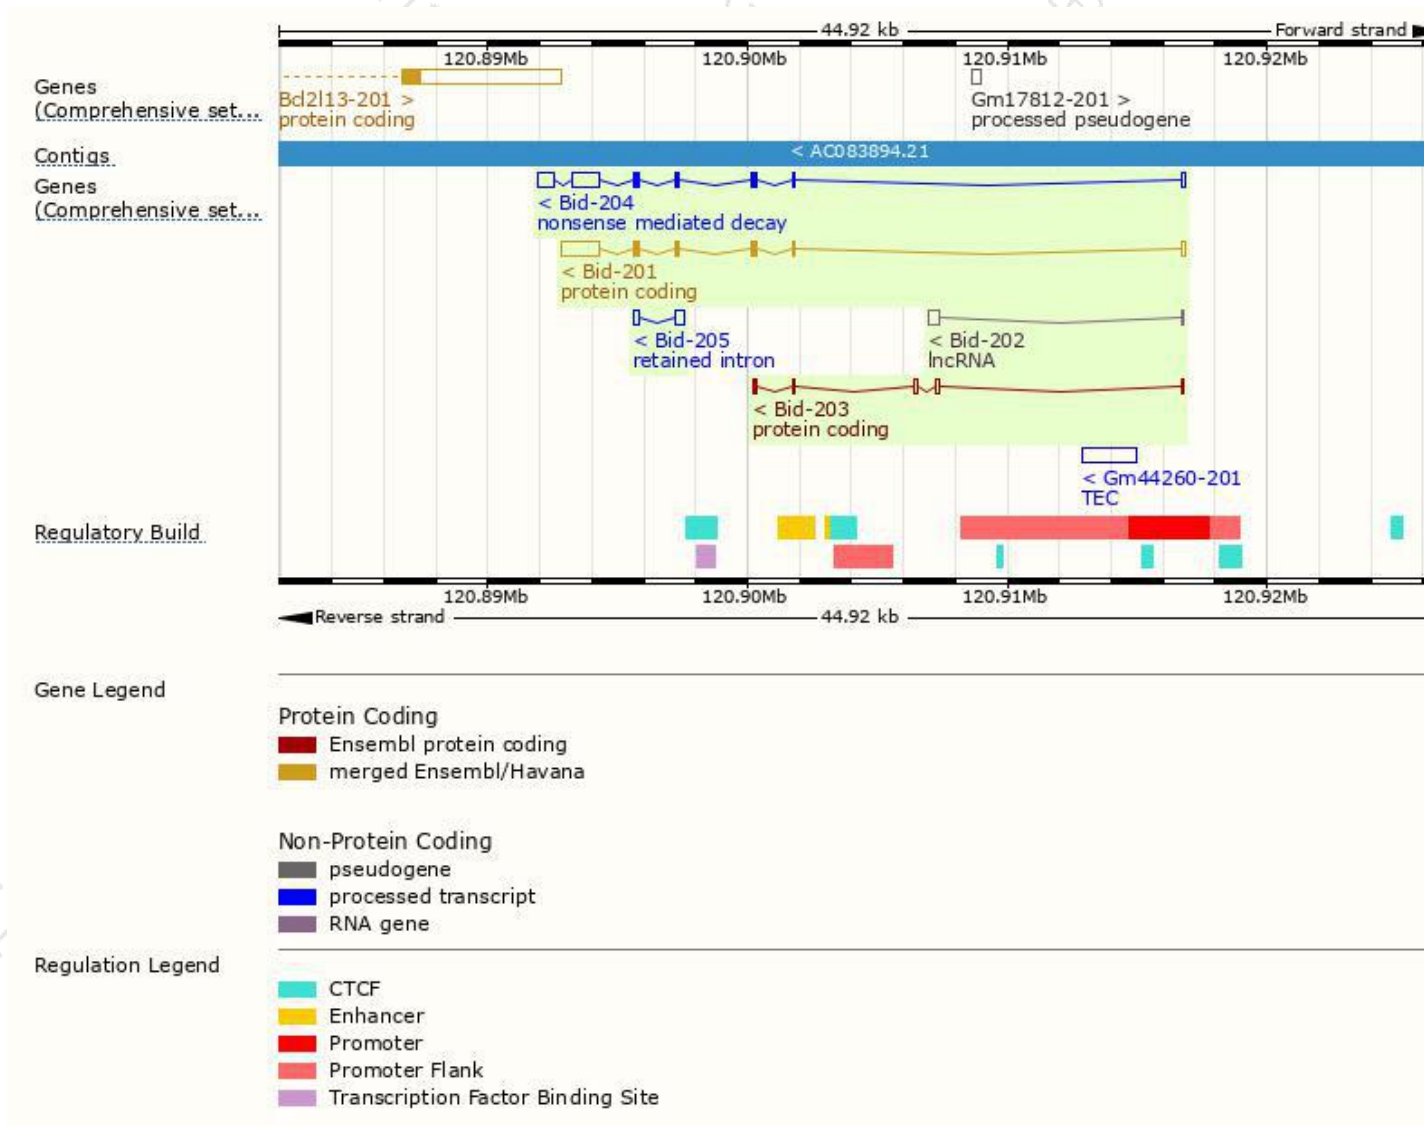 44.92 kb
Forward strand
120.89Mb 120.90Mb 120.91Mb 120.92Mb
Genes
(Comprehensive set...
Bcl2l13-201 >
protein coding
Gm17812-201 >
processed pseudogene
Contigs
< AC083894.21
Genes
(Comprehensive set...
< Bid-204
nonsense mediated decay
< Bid-201
protein coding
< Bid-205
retained intron
< Bid-202
lncRNA
< Bid-203
protein coding
< Gm44260-201
TEC
Regulatory Build
120.89Mb 120.90Mb 120.91Mb 120.92Mb
Reverse strand
44.92 kb
Gene Legend
Protein Coding
Ensembl protein coding
merged Ensembl/Havana
Non-Protein Coding
pseudogene
processed transcript
RNA gene
Regulation Legend
CTCF
Enhancer
Promoter
Promoter Flank
Transcription Factor Binding Site